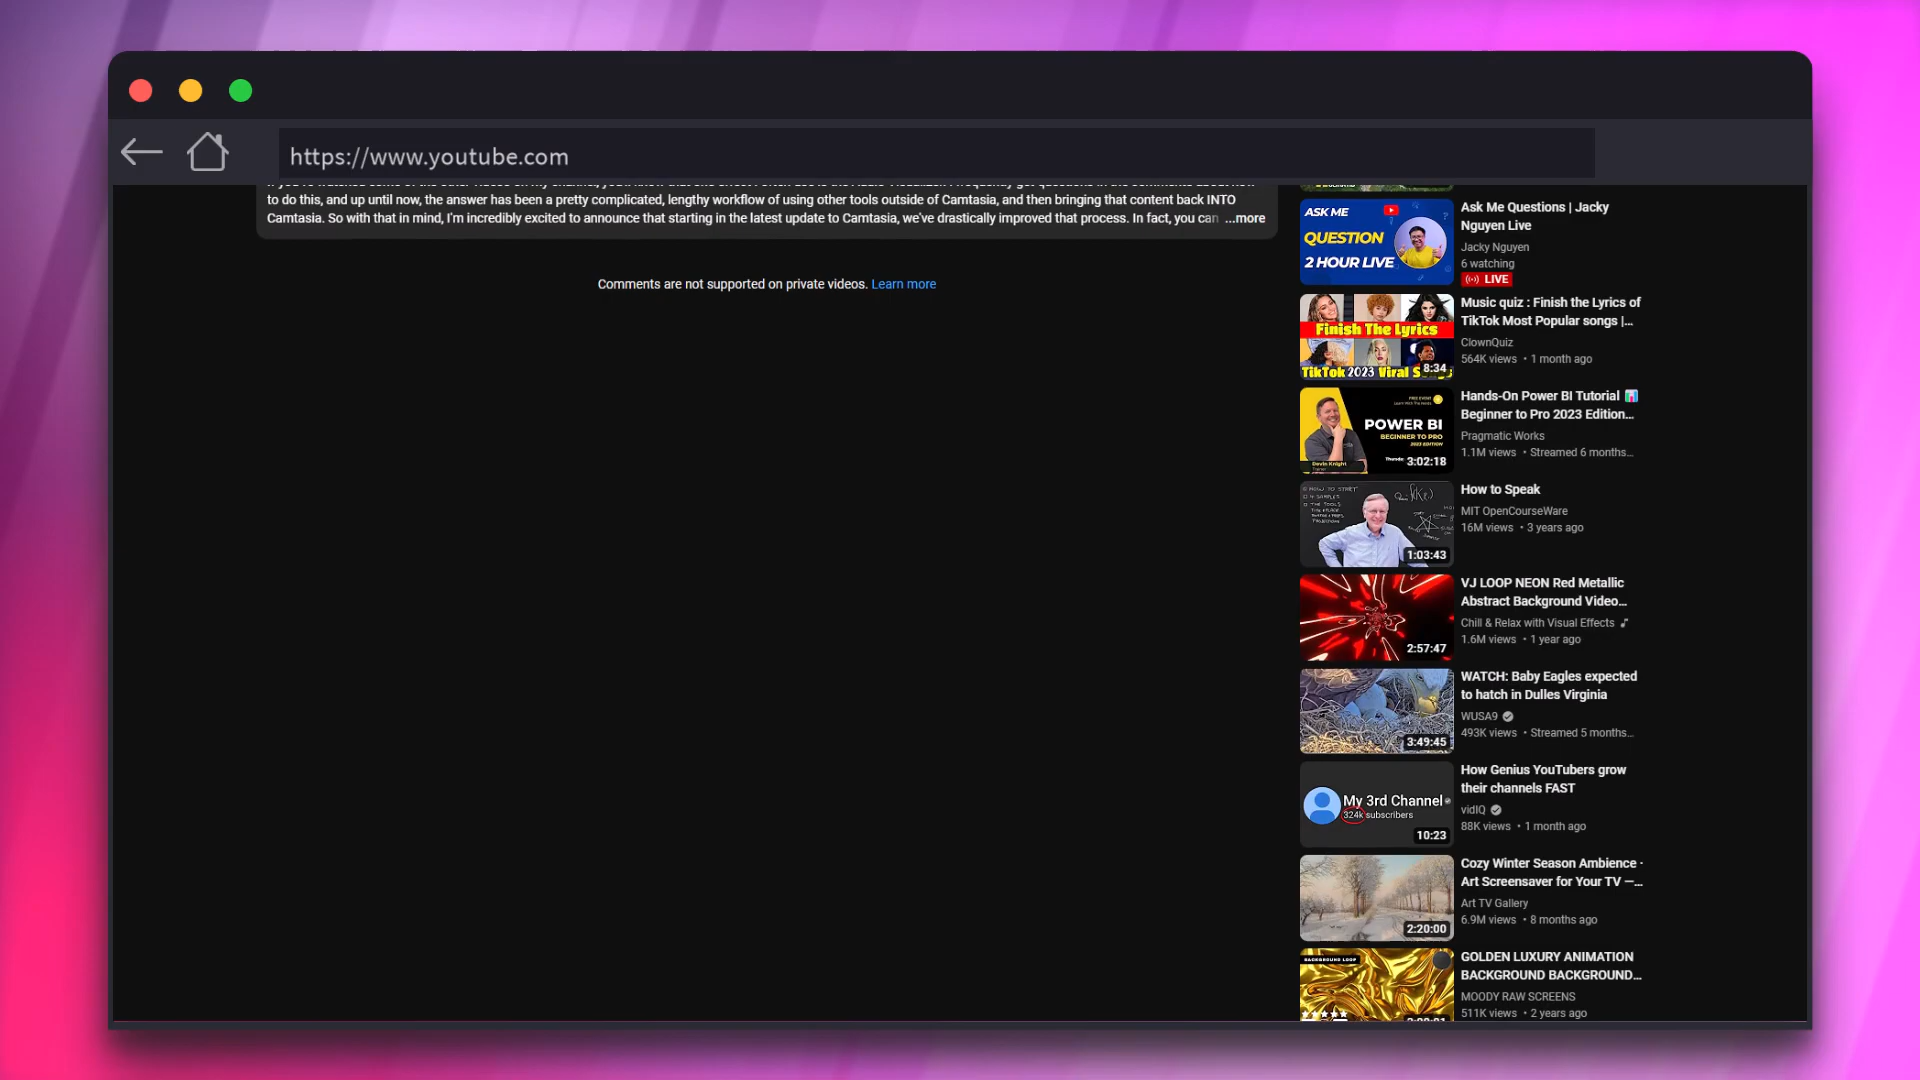 https://www.youtube.com
to do this, and up until now, the answer has been a pretty complicated, lengthy workflow of using other tools outside of Camtasia, and then bringing that content back INTO
Camtasia. So with that in mind, I'm incredibly excited to announce that starting in the latest update to Camtasia, we've drastically improved that process. In fact, you can ...more
Comments are not supported on private videos. Learn more
ASK ME
QUESTION
2 HOUR LIVE
Ask Me Questions | Jacky
Nguyen Live
Jacky Nguyen
6 watching
LIVE
Finish The Lyrics
TikTok 2023 Viral
8:34
Music quiz : Finish the Lyrics of
TikTok Most Popular songs |...
ClownQuiz
564K views • 1 month ago
POWER BI
BEGINNER TO PRO
2023 EDITION
Devin Knight
3:02:18
Hands-On Power BI Tutorial
Beginner to Pro 2023 Edition...
Pragmatic Works
1.1M views • Streamed 6 months...
HOW TO START
1:03:43
How to Speak
MIT OpenCourseWare
16M views • 3 years ago
2:57:47
VJ LOOP NEON Red Metallic
Abstract Background Video...
Chill & Relax with Visual Effects
1.6M views • 1 year ago
3:49:45
WATCH: Baby Eagles expected
to hatch in Dulles Virginia
WUSA9
493K views • Streamed 5 months...
My 3rd Channel
324k subscribers
10:23
How Genius YouTubers grow
their channels FAST
vidIQ
88K views • 1 month ago
2:20:00
Cozy Winter Season Ambience ·
Art Screensaver for Your TV —...
Art TV Gallery
6.9M views • 8 months ago
BACKGROUND LOOP
GOLDEN LUXURY ANIMATION
BACKGROUND BACKGROUND...
MOODY RAW SCREENS
511K views • 2 years ago